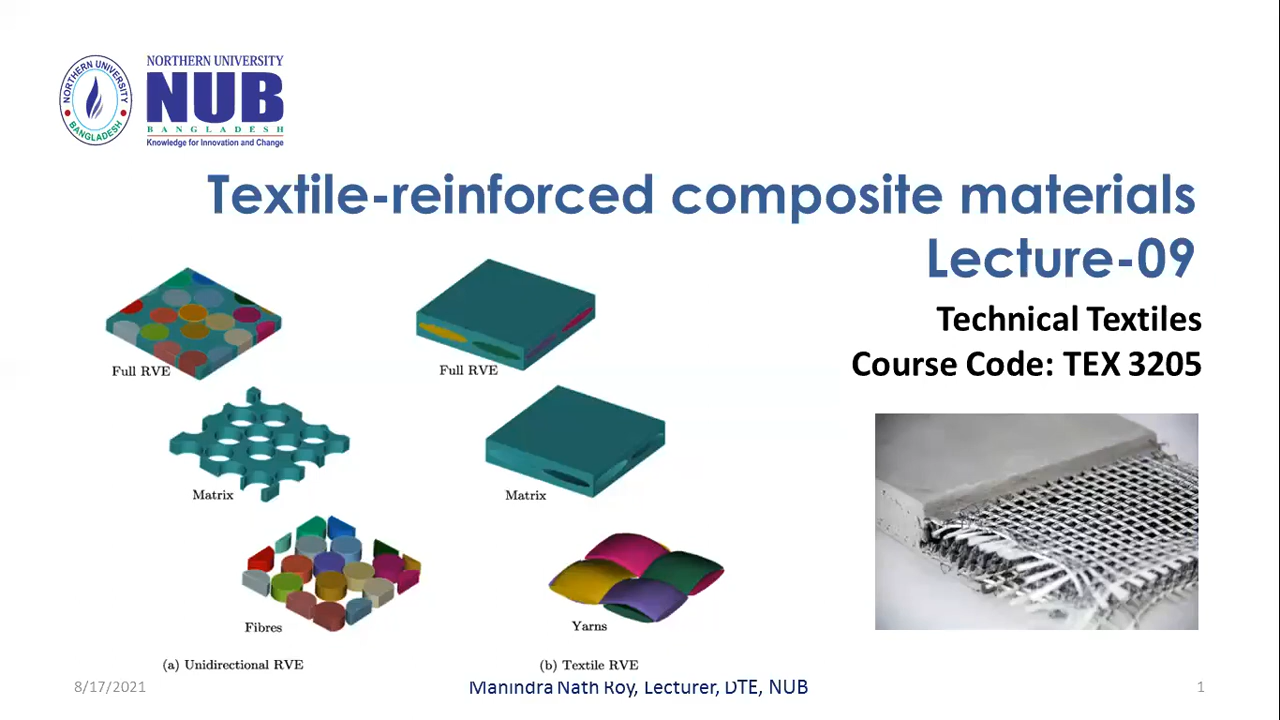 NORTHERN UNIVERSITY
BANGLADESH
NORTHERN UNIVERSITY
NUB
BANGLADESH
Knowledge for Innovation and Change
Textile-reinforced composite materials
Lecture-09
Technical Textiles
Course Code: TEX 3205
Full RVE
Full RVE
Matrix
Matrix
Fibres
Yarns
(a) Unidirectional RVE
(b) Textile RVE
8/17/2021
Manindra Nath Roy, Lecturer, DTE, NUB
1